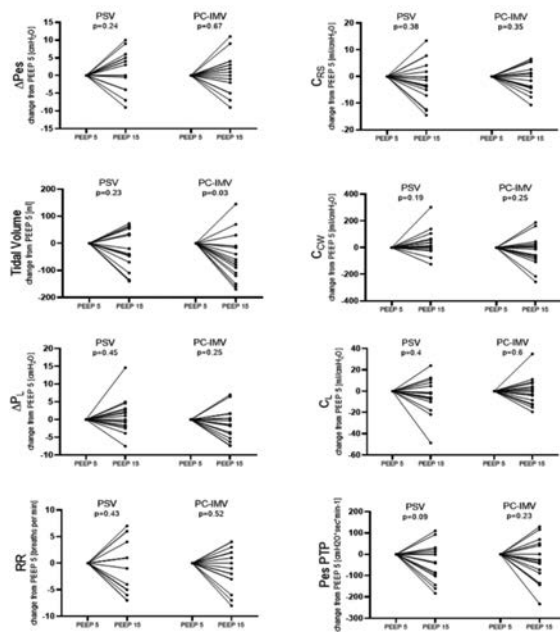 PSV
p=0.24
PC-IMV
p=0.67
ΔPes
change from PEEP 5 [cmH₂O]
15
10
5
0
-5
-10
-15
PEEP 5
PEEP 15
PEEP 5
PEEP 15
PSV
p=0.38
PC-IMV
p=0.35
C_RS
change from PEEP 5 [ml/cmH₂O]
20
10
0
-10
-20
PEEP 5
PEEP 15
PEEP 5
PEEP 15
PSV
p=0.23
PC-IMV
p=0.03
Tidal Volume
change from PEEP 5 [ml]
200
100
0
-100
-200
PEEP 5
PEEP 15
PEEP 5
PEEP 15
PSV
p=0.19
PC-IMV
p=0.25
C_CW
change from PEEP 5 [ml/cmH₂O]
400
200
0
-200
-400
PEEP 5
PEEP 15
PEEP 5
PEEP 15
PSV
p=0.45
PC-IMV
p=0.25
ΔP_L
change from PEEP 5 [cmH₂O]
20
15
10
5
0
-5
-10
PEEP 5
PEEP 15
PEEP 5
PEEP 15
PSV
p=0.4
PC-IMV
p=0.6
C_L
change from PEEP 5 [ml/cmH₂O]
40
20
0
-20
-40
-60
PEEP 5
PEEP 15
PEEP 5
PEEP 15
PSV
p=0.43
PC-IMV
p=0.52
RR
change from PEEP 5 [breaths per min]
10
5
0
-5
-10
PEEP 5
PEEP 15
PEEP 5
PEEP 15
PSV
p=0.09
PC-IMV
p=0.23
Pes PTP
change from PEEP 5 [cmH2O*sec*min-1]
200
100
0
-100
-200
-300
PEEP 5
PEEP 15
PEEP 5
PEEP 15